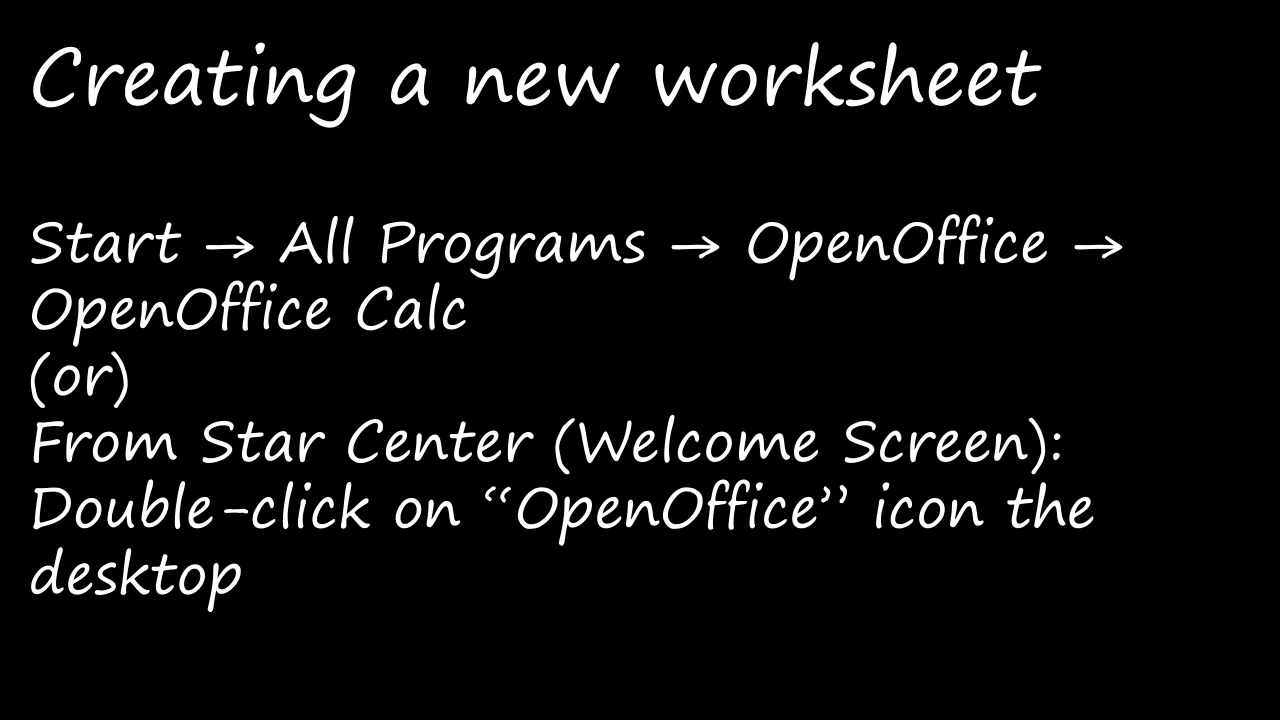 Creating a new worksheet
Start → All Programs → OpenOffice →
OpenOffice Calc
(or)
From Star Center (Welcome Screen):
Double-click on “OpenOffice” icon the
desktop